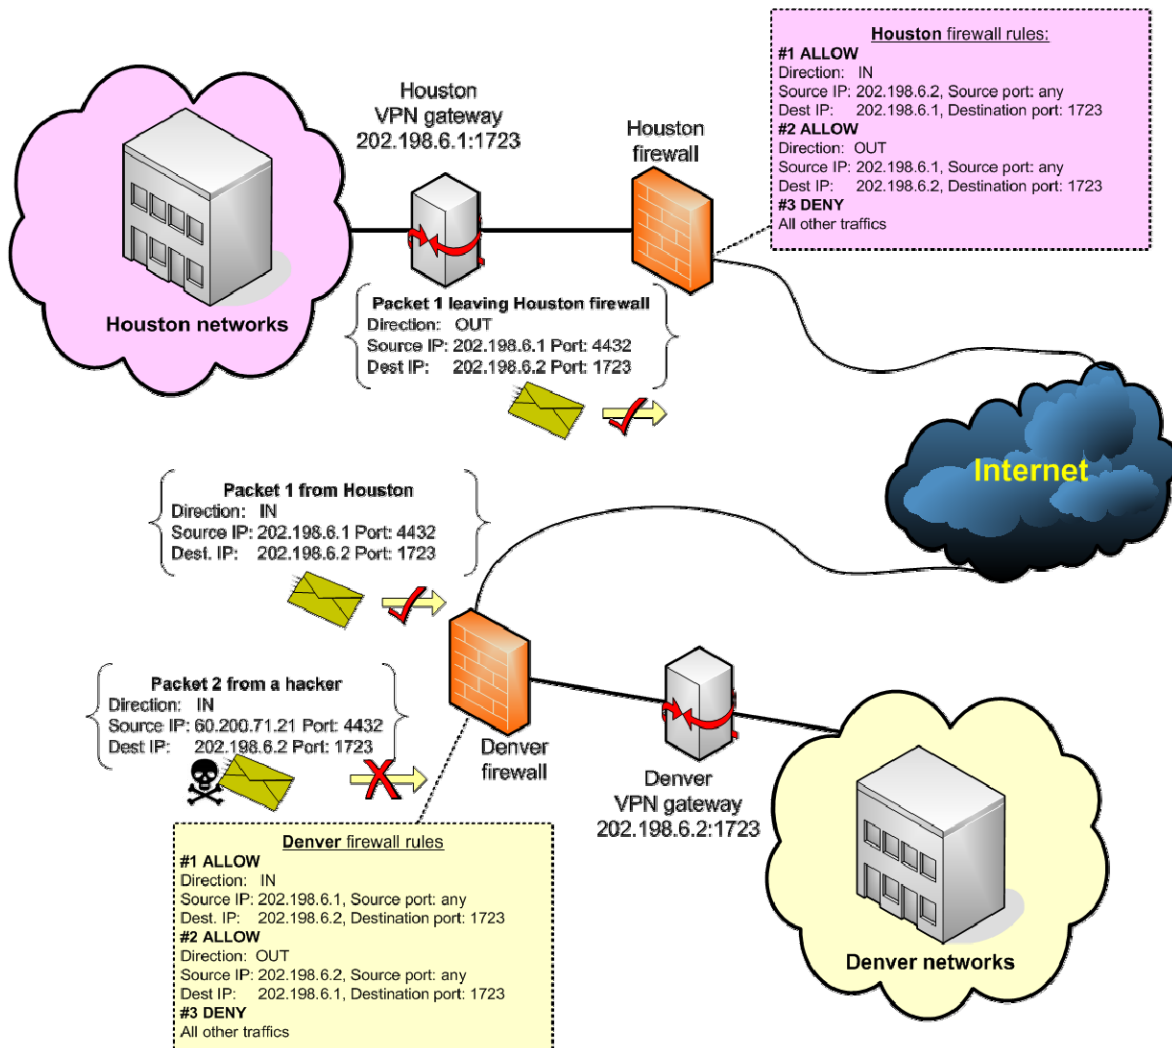 Houston firewall rules:
#1 ALLOW
Direction: IN
Source IP: 202.198.6.2, Source port: any
Dest IP: 202.198.6.1, Destination port: 1723
#2 ALLOW
Direction: OUT
Source IP: 202.198.6.1, Source port: any
Dest IP: 202.198.6.2, Destination port: 1723
#3 DENY
All other traffics
Houston
VPN gateway
202.198.6.1:1723
Houston
firewall
Houston networks
Packet 1 leaving Houston firewall
Direction: OUT
Source IP: 202.198.6.1 Port: 4432
Dest IP: 202.198.6.2 Port: 1723
Internet
Packet 1 from Houston
Direction: IN
Source IP: 202.198.6.1 Port: 4432
Dest. IP: 202.198.6.2 Port: 1723
Packet 2 from a hacker
Direction: IN
Source IP: 60.200.71.21 Port: 4432
Dest IP: 202.198.6.2 Port: 1723
Denver
firewall
Denver
VPN gateway
202.198.6.2:1723
Denver networks
Denver firewall rules
#1 ALLOW
Direction: IN
Source IP: 202.198.6.1, Source port: any
Dest. IP: 202.198.6.2, Destination port: 1723
#2 ALLOW
Direction: OUT
Source IP: 202.198.6.2, Source port: any
Dest IP: 202.198.6.1, Destination port: 1723
#3 DENY
All other traffics